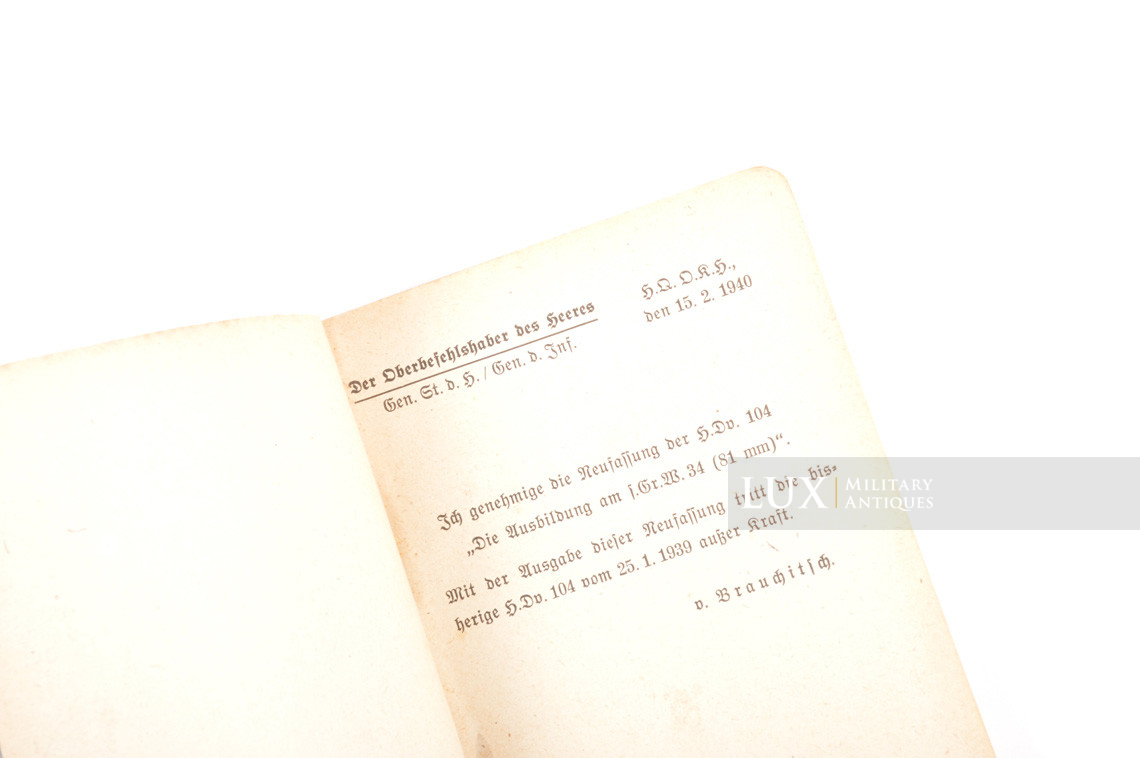 Der Oberbefehlshaber des Heeres
Gen. St. d. H. / Gen. d. Inf.
H.Q. O.K.H.,
den 15. 2. 1940
Ich genehmige die Neufassung der H.Dv. 104
„Die Ausbildung am s.Gr.W. 34 (81 mm)“.
Mit der Ausgabe dieser Neufassung tritt die bis-
herige H.Dv. 104 vom 25. 1. 1939 außer Kraft.
v. Brauchitsch.
LUX MILITARY
ANTIQUES